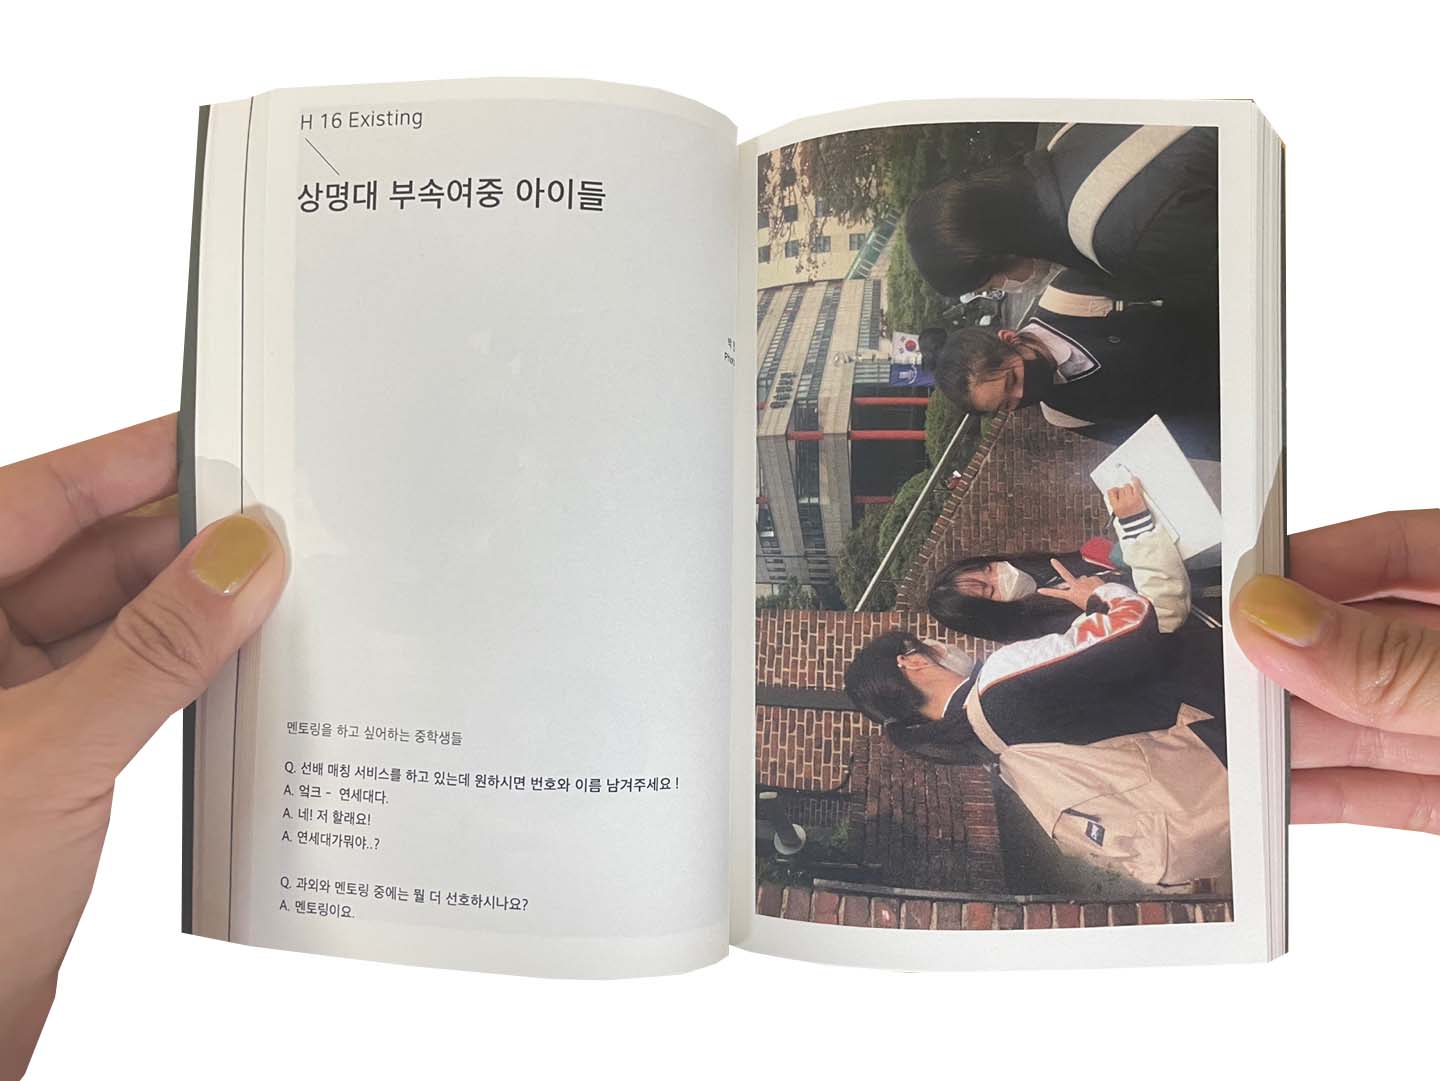 H 16 Existing
상명대 부속여중 아이들
멘토링을 하고 싶어하는 중학생들
Q. 선배 매칭 서비스를 하고 있는데 원하시면 번호와 이름 남겨주세요 !
A. 엌크 - 연세대다.
A. 네! 저 할래요!
A. 연세대가뭐야..?
Q. 과외와 멘토링 중에는 뭘 더 선호하시나요?
A. 멘토링이요.